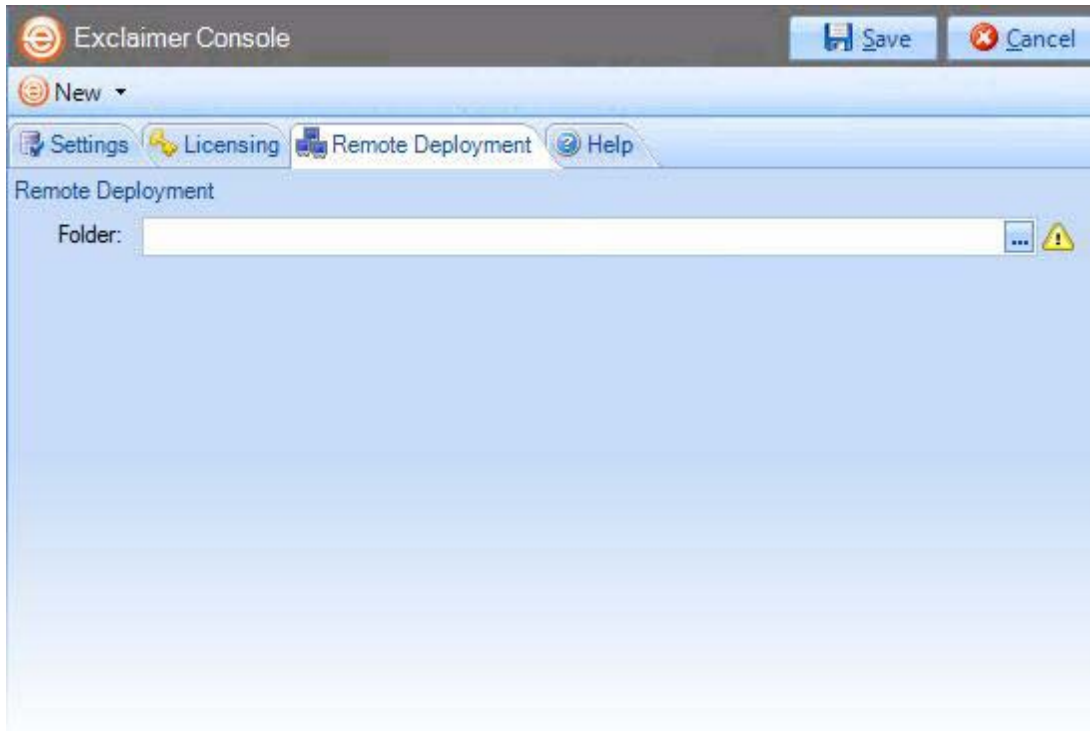 Exclaimer Console
Save
Cancel
New
Settings
Licensing
Remote Deployment
Help
Remote Deployment
Folder:
...